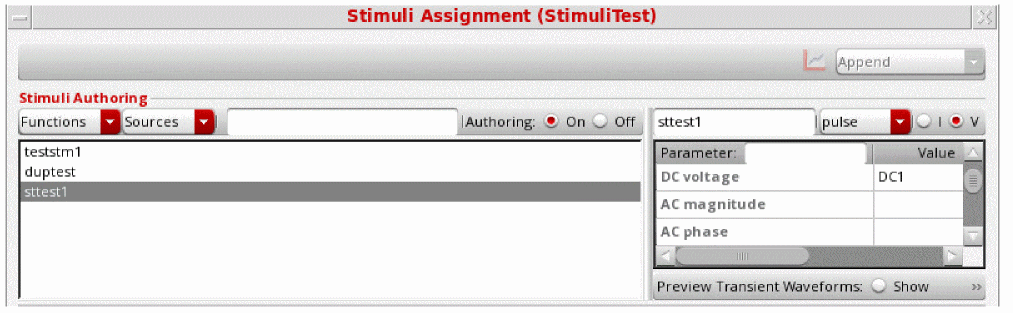 Stimuli Assignment (StimuliTest)
Append
Stimuli Authoring
Functions Sources Authoring: On Off sttest1 pulse I V
teststm1
duptest
sttest1
Parameter: Value
DC voltage DC1
AC magnitude
AC phase
Preview Transient Waveforms: Show »